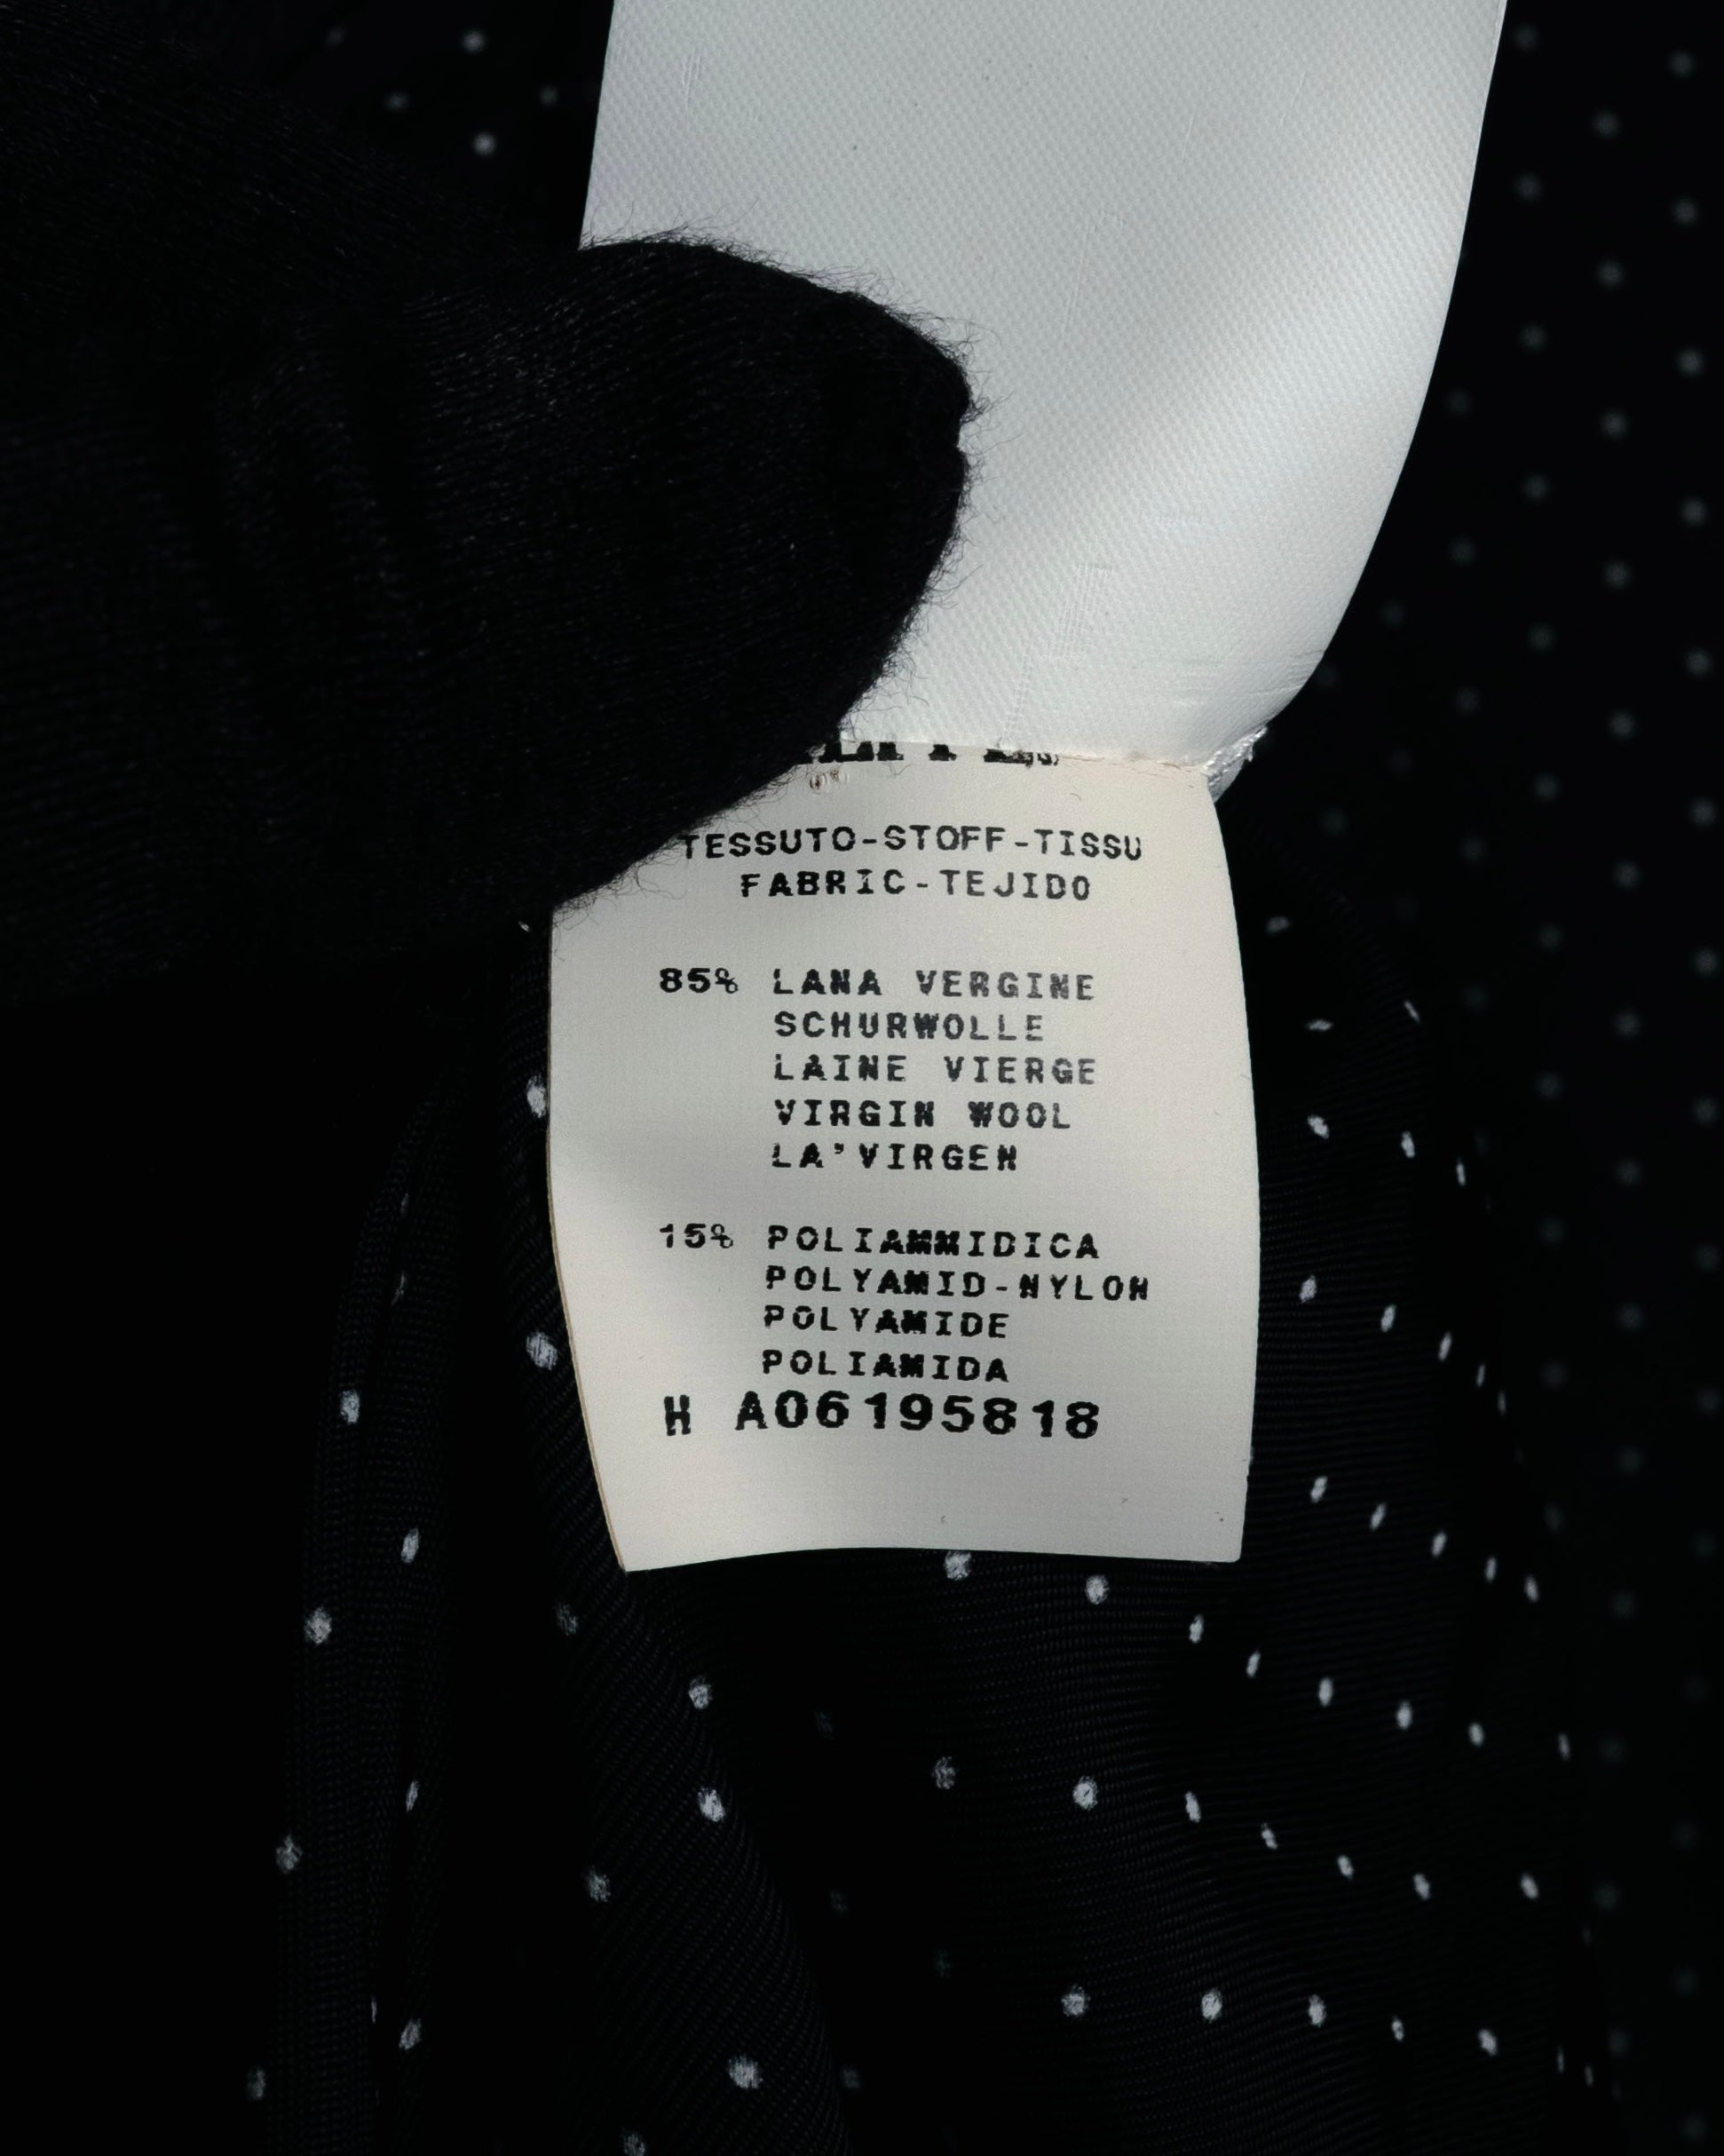 TESSUTO-STOFF-TISSU
FABRIC-TEJIDO
85% LANA VERGINE
SCHURWOLLE
LAINE VIERGE
VIRGIN WOOL
LA'VIRGEN
15% POLIAMMIDICA
POLYAMID-NYLON
POLYAMIDE
POLIAMIDA
H A06195818